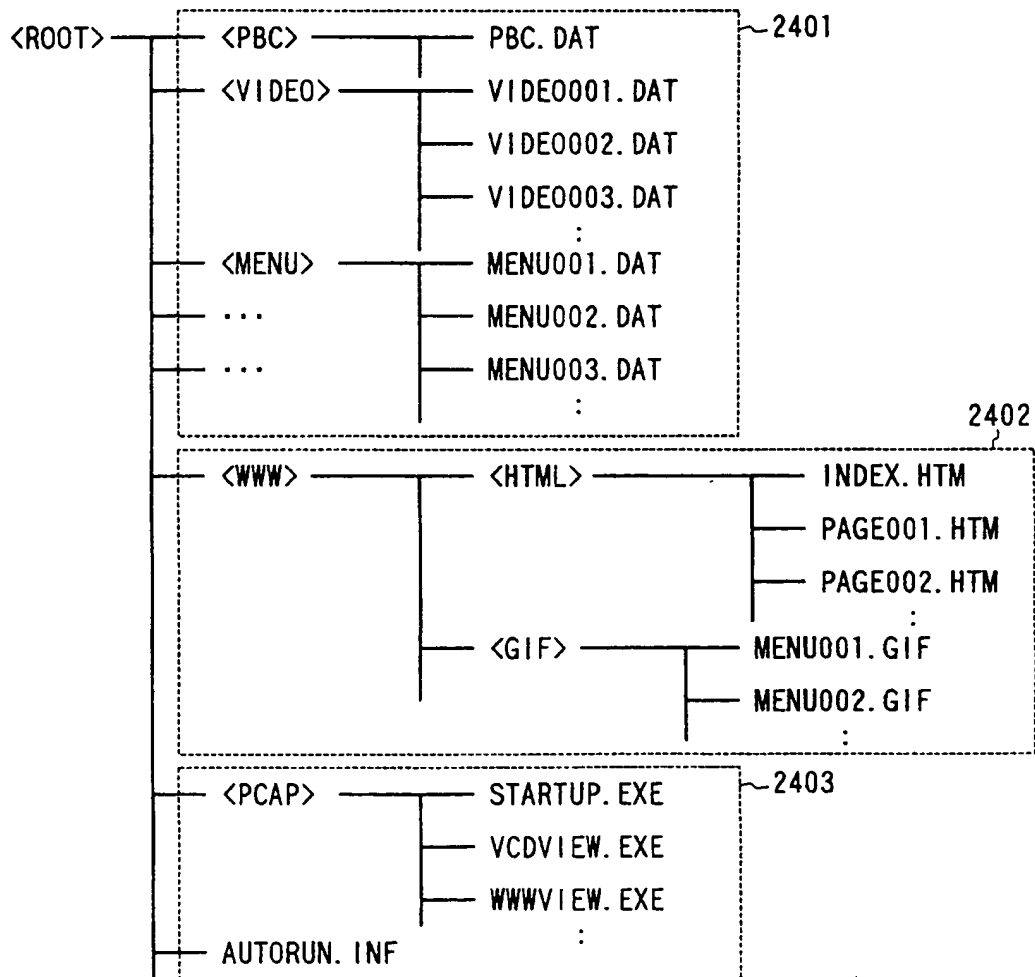 <ROOT> <PBC> PBC.DAT 2401
<VIDEO> VIDEO001.DAT
VIDEO002.DAT
VIDEO003.DAT
:
<MENU> MENU001.DAT
... MENU002.DAT
... MENU003.DAT
:
2402
<WWW> <HTML> INDEX.HTM
PAGE001.HTM
PAGE002.HTM
:
<GIF> MENU001.GIF
MENU002.GIF
:
<PCAP> STARTUP.EXE 2403
VCDVIEW.EXE
WWWVIEW.EXE
:
AUTORUN.INF